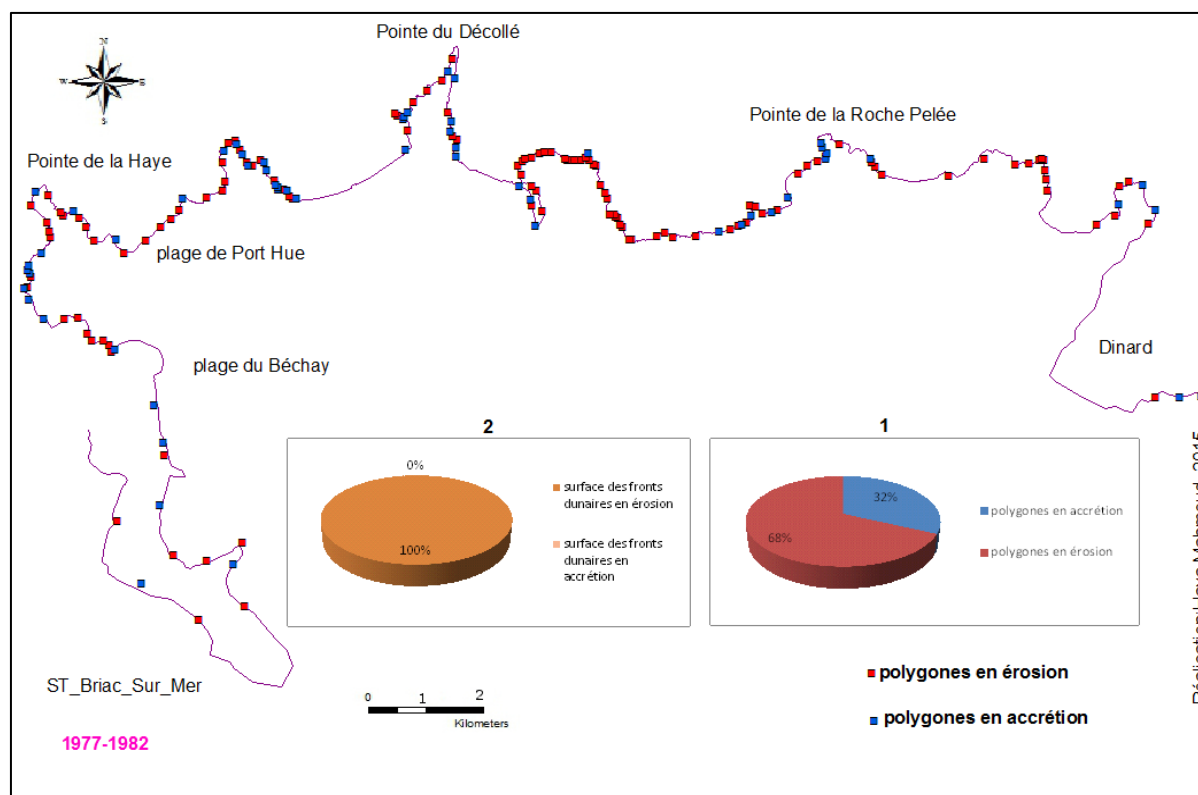 Pointe du Décollé
N
W
E
S
Pointe de la Roche Pelée
Pointe de la Haye
plage de Port Hue
plage du Béchay
Dinard
2
1
0%
100%
surface des fronts
dunaires en érosion
surface des fronts
dunaires en
accrétion
32%
68%
polygones en accrétion
polygones en érosion
polygones en érosion
polygones en accrétion
ST_Briac_Sur_Mer
0 1 2
Kilometers
1977-1982
2015